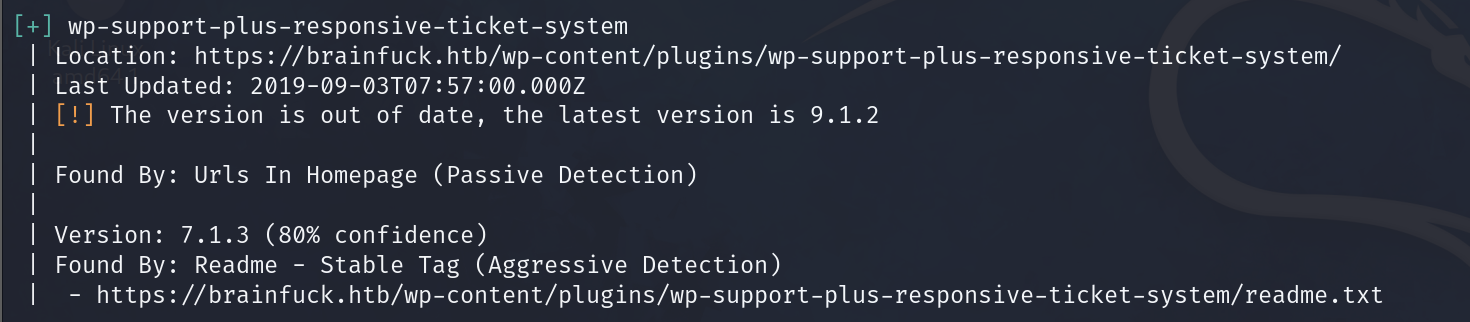 [+] wp-support-plus-responsive-ticket-system
| Location: https://brainfuck.htb/wp-content/plugins/wp-support-plus-responsive-ticket-system/
| Last Updated: 2019-09-03T07:57:00.000Z
| [!] The version is out of date, the latest version is 9.1.2
|
| Found By: Urls In Homepage (Passive Detection)
|
| Version: 7.1.3 (80% confidence)
| Found By: Readme - Stable Tag (Aggressive Detection)
|  - https://brainfuck.htb/wp-content/plugins/wp-support-plus-responsive-ticket-system/readme.txt